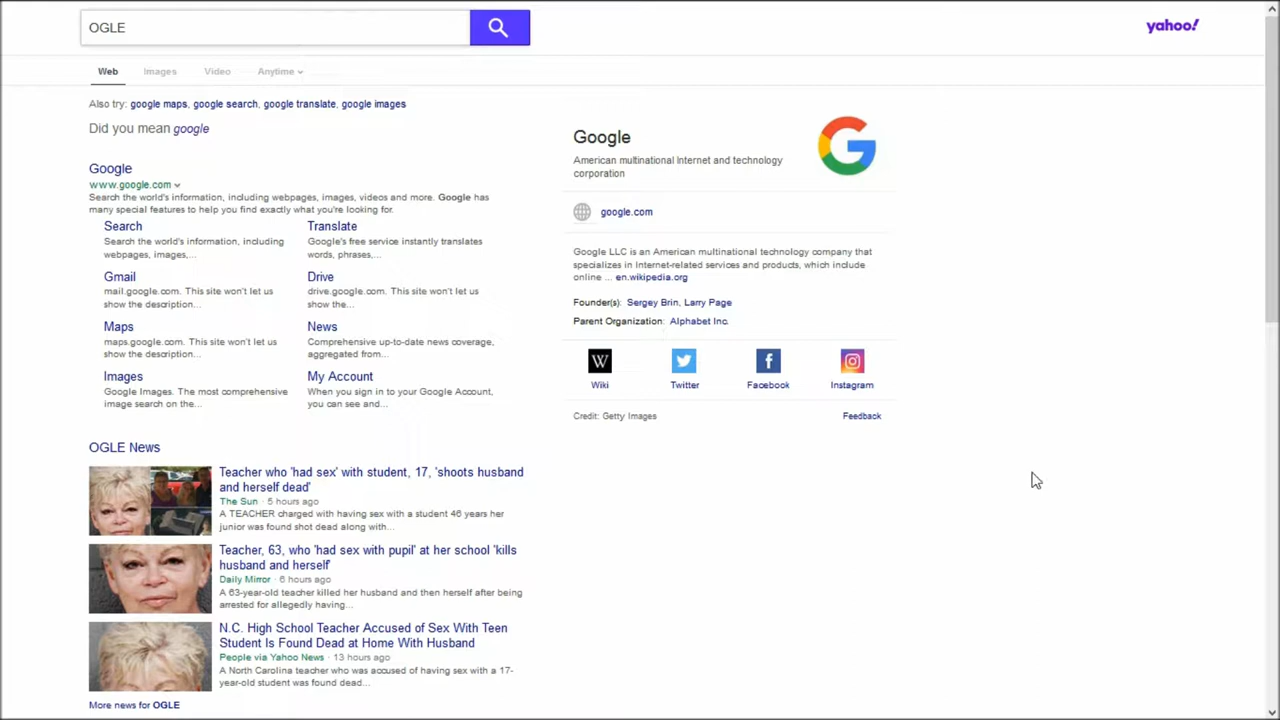 OGLE
yahoo!
Web Images Video Anytime
Also try: google maps, google search, google translate, google images
Did you mean google
Google
www.google.com
Search the world's information, including webpages, images, videos and more. Google has
many special features to help you find exactly what you're looking for.
Search
Search the world's information, including
webpages, images,...
Translate
Google's free service instantly translates
words, phrases,...
Gmail
mail.google.com. This site won't let us
show the description...
Drive
drive.google.com. This site won't let us
show the...
Maps
maps.google.com. This site won't let us
show the description...
News
Comprehensive up-to-date news coverage,
aggregated from...
Images
Google Images. The most comprehensive
image search on the...
My Account
When you sign in to your Google Account,
you can see and...
OGLE News
Teacher who 'had sex' with student, 17, 'shoots husband
and herself dead'
The Sun · 5 hours ago
A TEACHER charged with having sex with a student 46 years her
junior was found shot dead along with...
Teacher, 63, who 'had sex with pupil' at her school 'kills
husband and herself'
Daily Mirror · 6 hours ago
A 63-year-old teacher killed her husband and then herself after being
arrested for allegedly having...
N.C. High School Teacher Accused of Sex With Teen
Student Is Found Dead at Home With Husband
People via Yahoo News · 13 hours ago
A North Carolina teacher who was accused of having sex with a 17-
year-old student was found dead...
More news for OGLE
Google
American multinational Internet and technology
corporation
google.com
Google LLC is an American multinational technology company that
specializes in Internet-related services and products, which include
online ... en.wikipedia.org
Founder(s): Sergey Brin, Larry Page
Parent Organization: Alphabet Inc.
Wiki Twitter Facebook Instagram
Credit: Getty Images Feedback